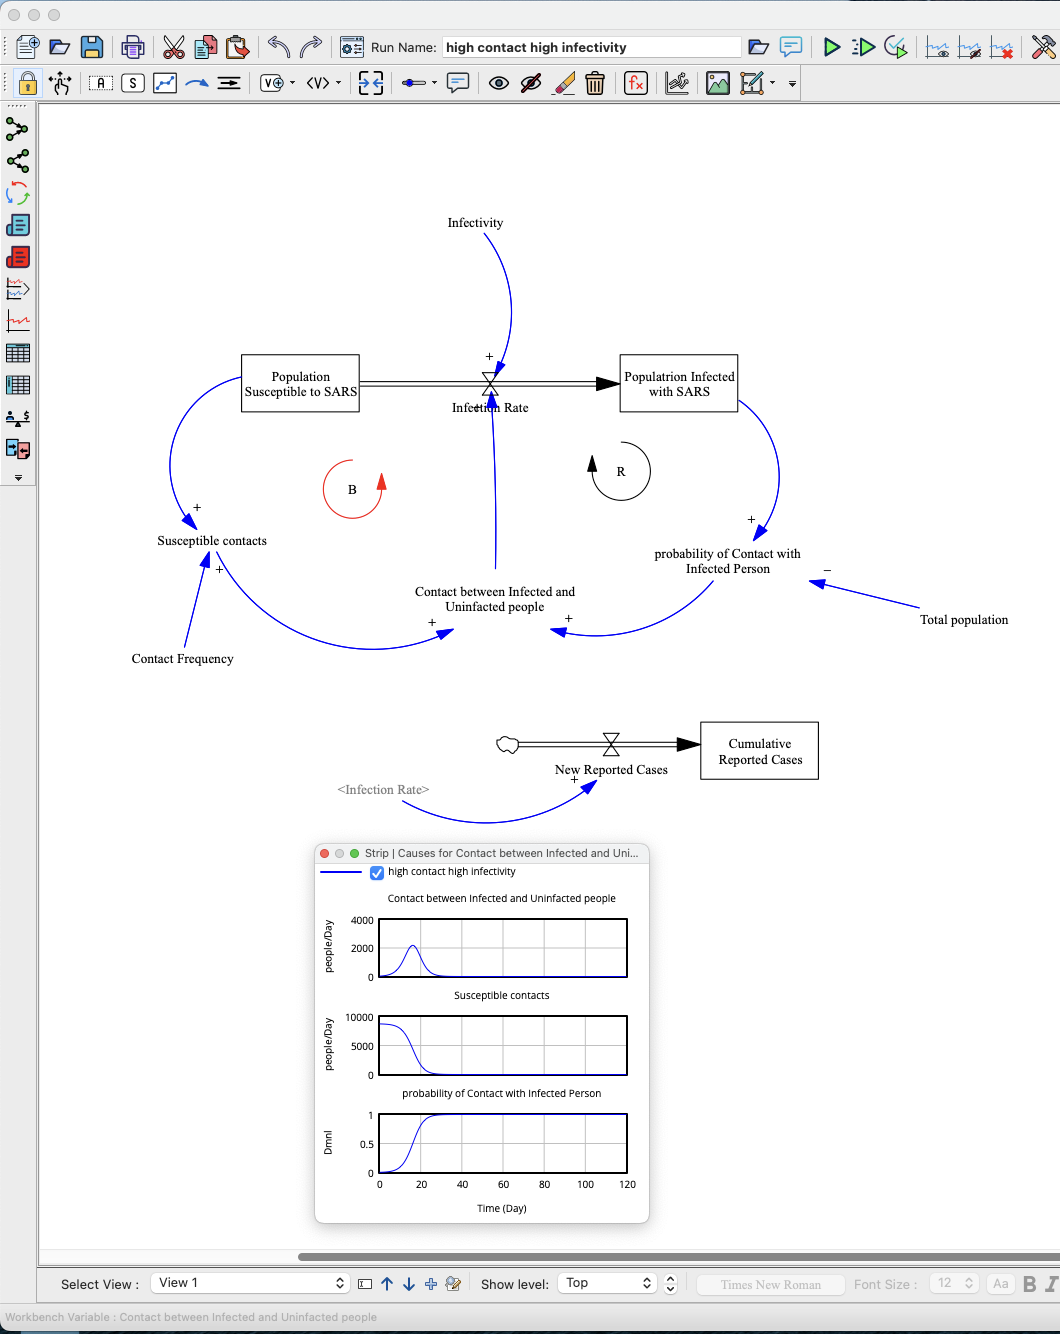 Run Name: high contact high infectivity
A S V <V> fx
Infectivity
+
Population
Susceptible to SARS
Populatrion Infected
with SARS
Infection Rate
+
B
R
+
+
Susceptible contacts
+
probability of Contact with
Infected Person
−
Contact between Infected and
Uninfacted people
+
+
Total population
Contact Frequency
Cumulative
Reported Cases
New Reported Cases
+
<Infection Rate>
Strip | Causes for Contact between Infected and Uni...
high contact high infectivity
Contact between Infected and Uninfacted people
people/Day
4000
2000
0
Susceptible contacts
people/Day
10000
5000
0
probability of Contact with Infected Person
Dmnl
1
0.5
0
0 20 40 60 80 100 120
Time (Day)
Select View : View 1 Show level: Top Times New Roman Font Size : 12 Aa B I
Workbench Variable : Contact between Infected and Uninfacted people